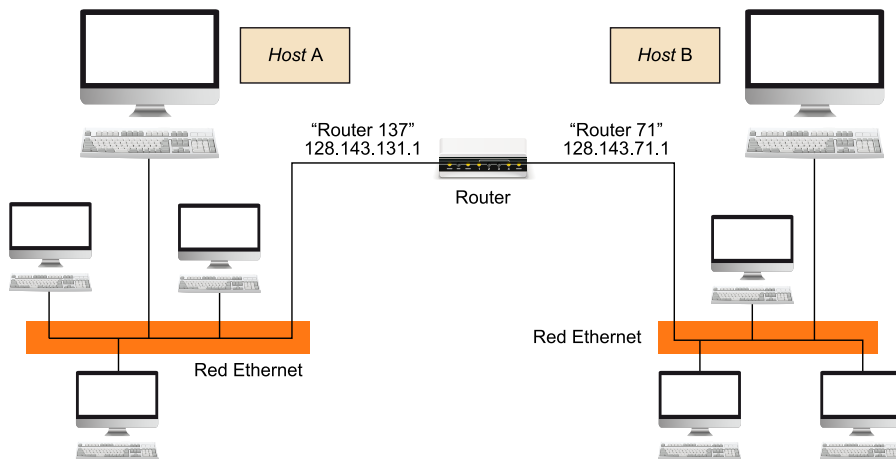 Host A
Host B
“Router 137”
128.143.131.1
“Router 71”
128.143.71.1
Router
Red Ethernet
Red Ethernet